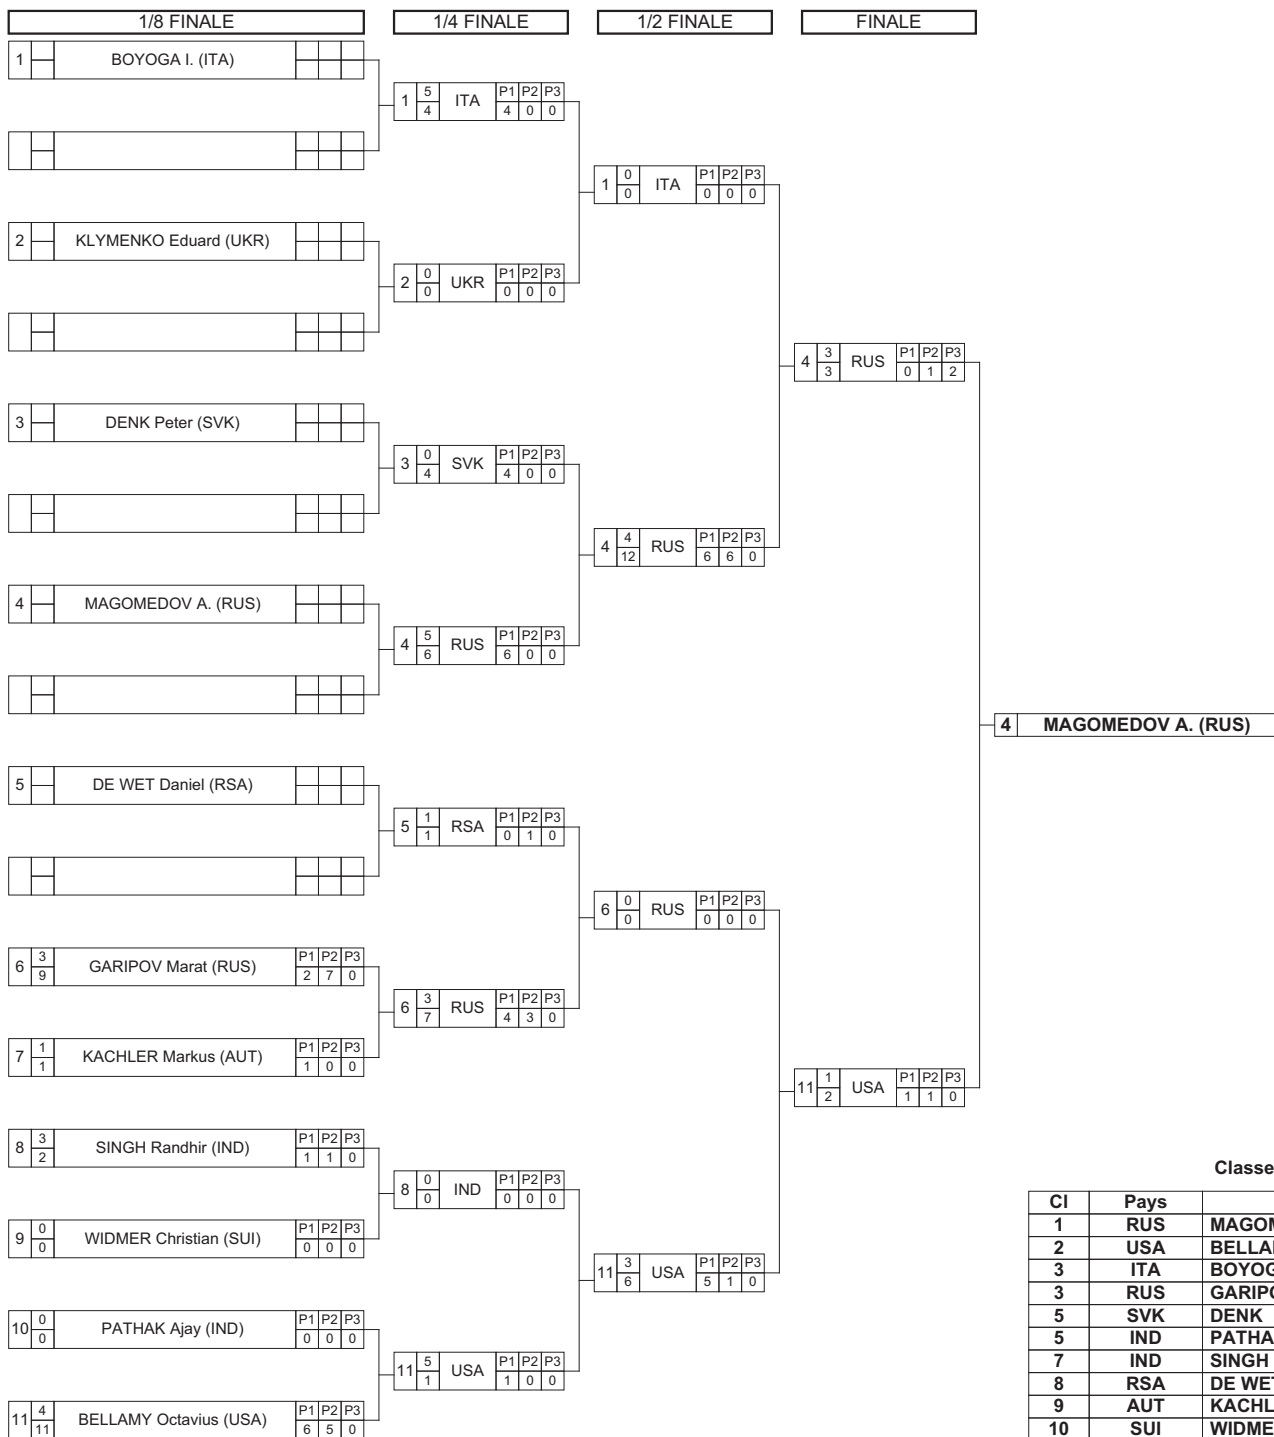 1/8 FINALE 1/4 FINALE 1/2 FINALE FINALE
1 BOYOGA I. (ITA)
1 5 4 ITA P1 P2 P3 4 0 0
1 0 0 ITA P1 P2 P3 0 0 0
2 KLYMENKO Eduard (UKR)
2 0 0 UKR P1 P2 P3 0 0 0
4 3 3 RUS P1 P2 P3 0 1 2
3 DENK Peter (SVK)
3 0 4 SVK P1 P2 P3 4 0 0
4 4 12 RUS P1 P2 P3 6 6 0
4 MAGOMEDOV A. (RUS)
4 5 6 RUS P1 P2 P3 6 0 0
4 MAGOMEDOV A. (RUS)
5 DE WET Daniel (RSA)
5 1 1 RSA P1 P2 P3 0 1 0
6 0 0 RUS P1 P2 P3 0 0 0
6 3 9 GARIPOV Marat (RUS) P1 P2 P3 2 7 0
6 3 7 RUS P1 P2 P3 4 3 0
7 1 1 KACHLER Markus (AUT) P1 P2 P3 1 0 0
11 1 2 USA P1 P2 P3 1 1 0
8 3 2 SINGH Randhir (IND) P1 P2 P3 1 1 0
8 0 0 IND P1 P2 P3 0 0 0
9 0 0 WIDMER Christian (SUI) P1 P2 P3 0 0 0
11 3 6 USA P1 P2 P3 5 1 0
10 0 0 PATHAK Ajay (IND) P1 P2 P3 0 0 0
11 5 1 USA P1 P2 P3 1 0 0
11 4 11 BELLAMY Octavius (USA) P1 P2 P3 6 5 0
Classe
Cl Pays
1 RUS MAGOM
2 USA BELLA
3 ITA BOYOG
3 RUS GARIPO
5 SVK DENK
5 IND PATHA
7 IND SINGH
8 RSA DE WET
9 AUT KACHL
10 SUI WIDME